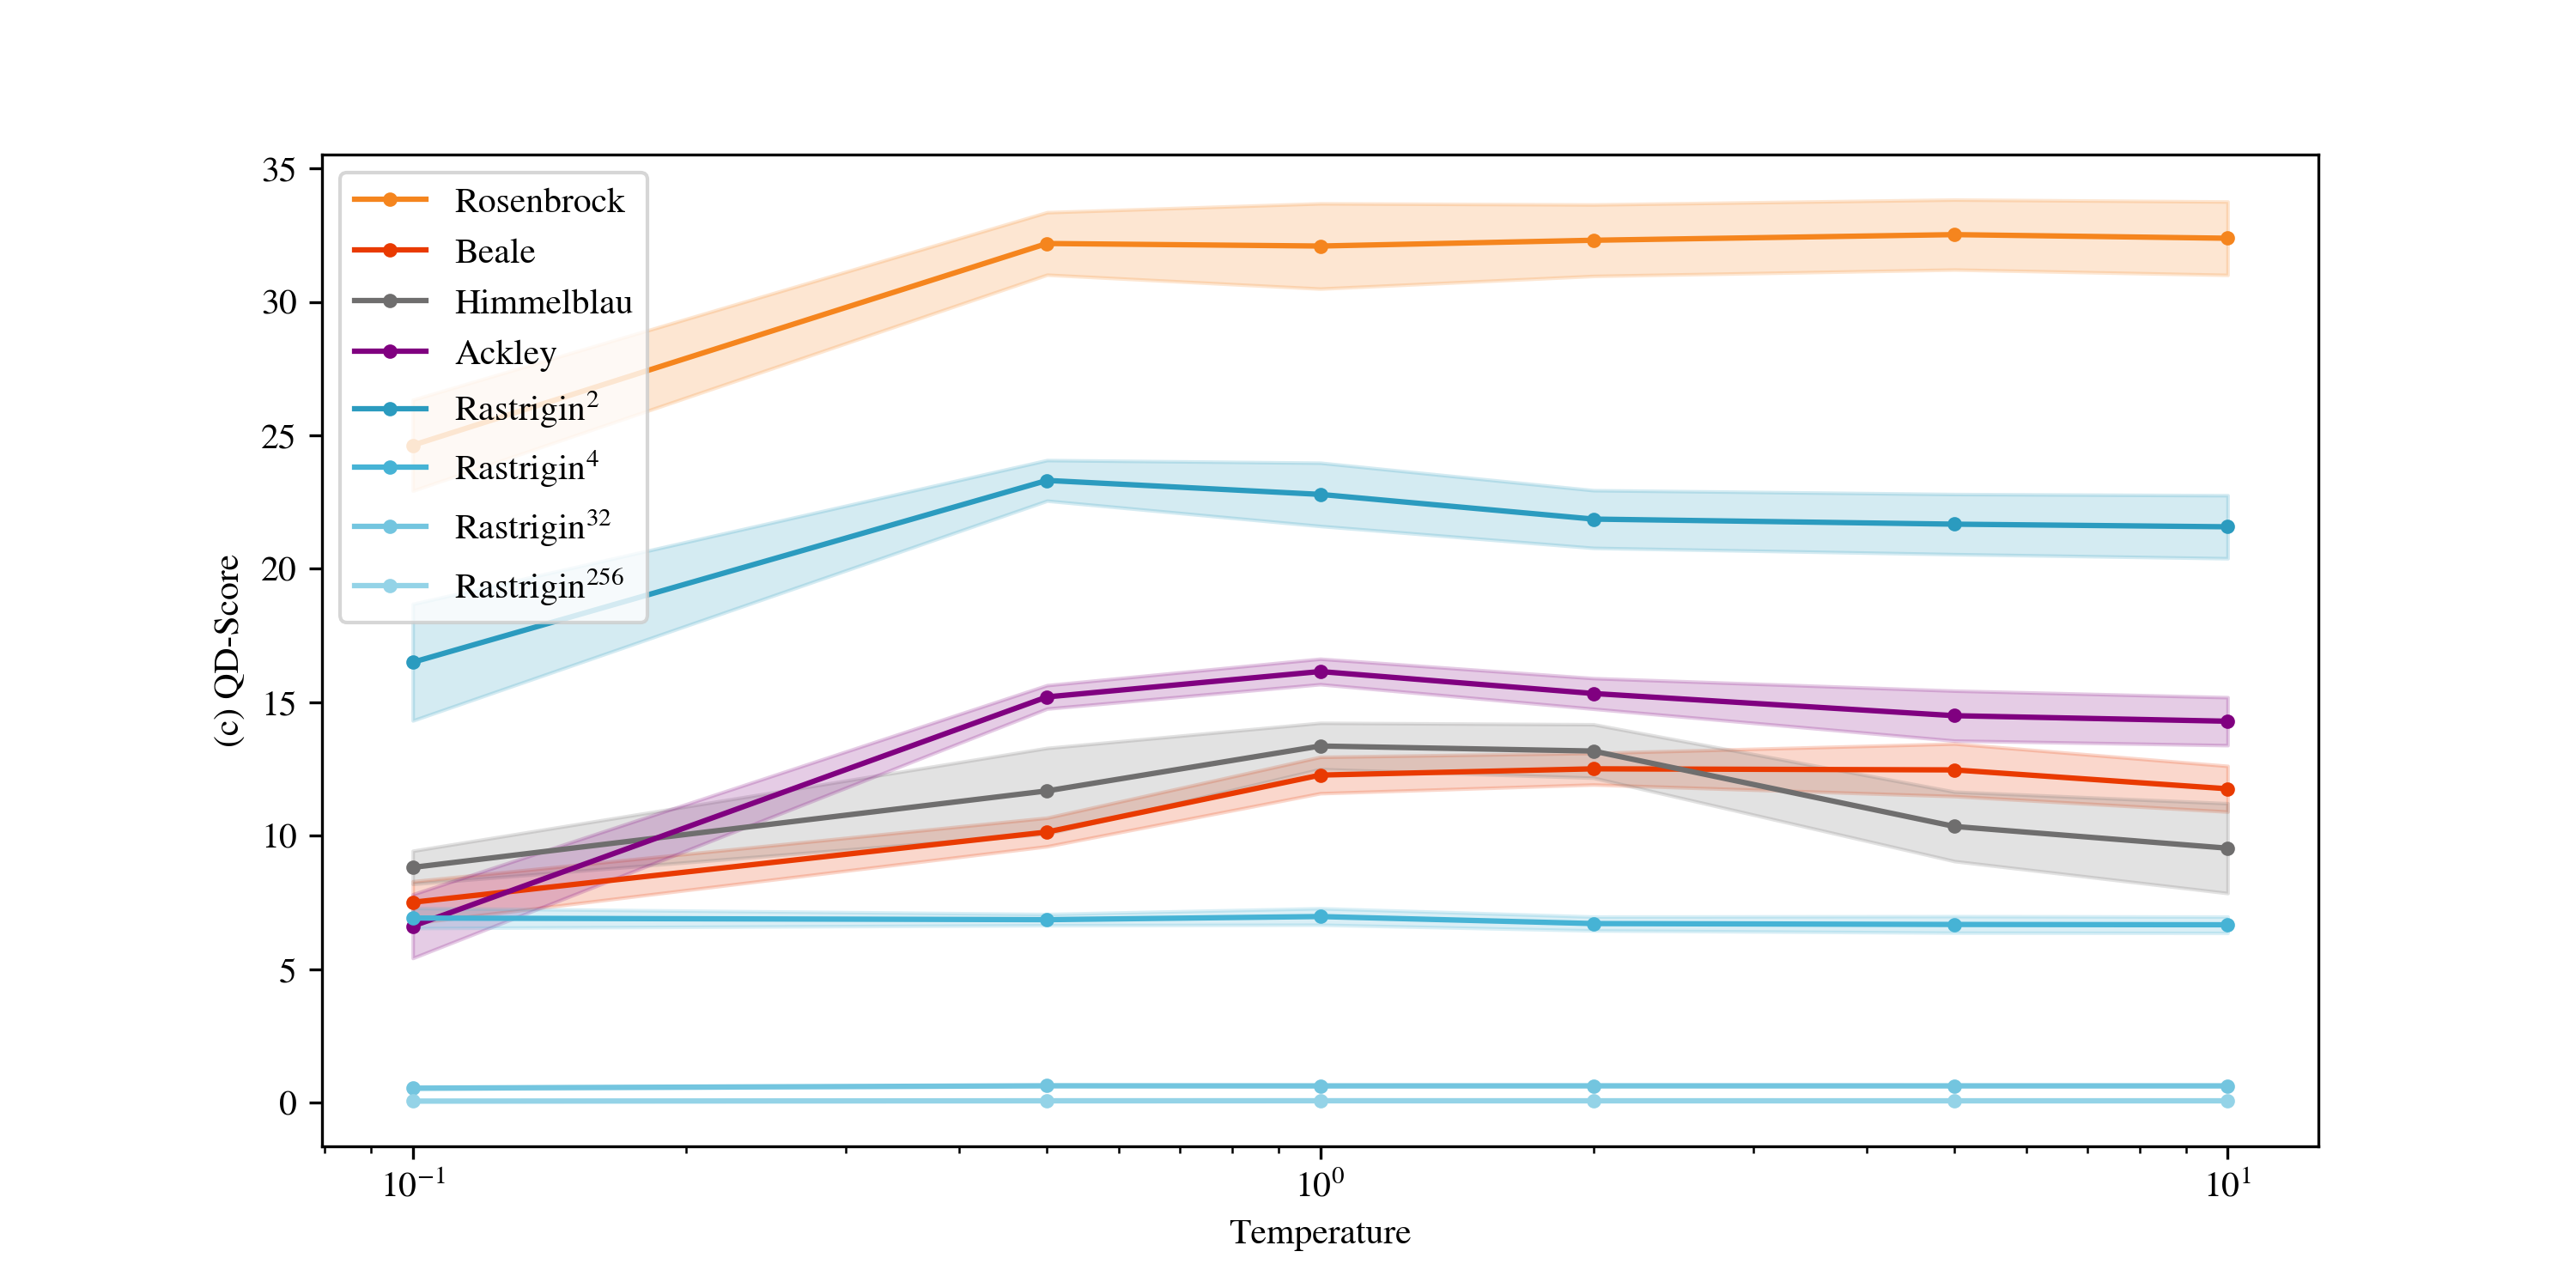 35
30
25
20
15
10
5
0
(c) QD-Score
Rosenbrock
Beale
Himmelblau
Ackley
Rastrigin²
Rastrigin⁴
Rastrigin³²
Rastrigin²⁵⁶
10⁻¹ 10⁰ 10¹
Temperature